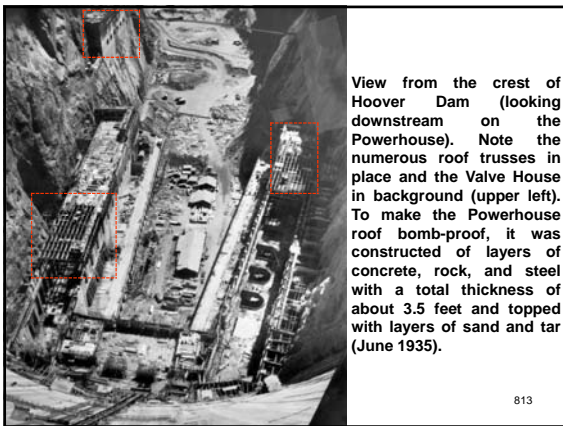 View from the crest of
Hoover Dam (looking
downstream on the
Powerhouse). Note the
numerous roof trusses in
place and the Valve House
in background (upper left).
To make the Powerhouse
roof bomb-proof, it was
constructed of layers of
concrete, rock, and steel
with a total thickness of
about 3.5 feet and topped
with layers of sand and tar
(June 1935).
813